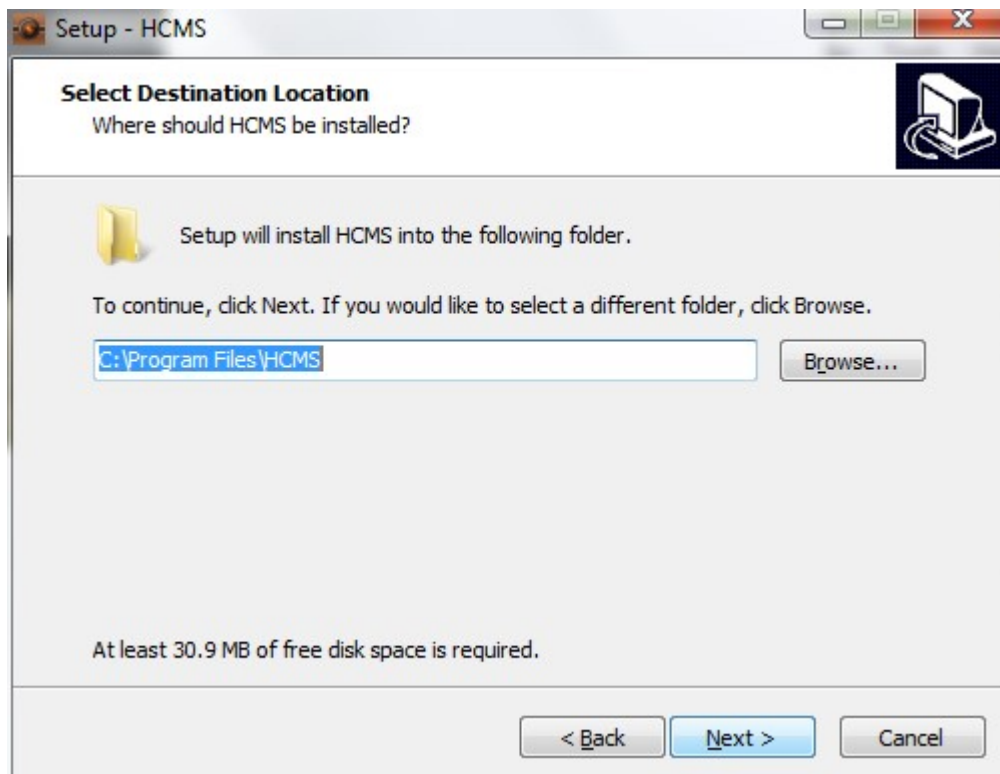 Setup - HCMS
Select Destination Location
Where should HCMS be installed?
Setup will install HCMS into the following folder.
To continue, click Next. If you would like to select a different folder, click Browse.
C:\Program Files\HCMS
Browse...
At least 30.9 MB of free disk space is required.
< Back
Next >
Cancel